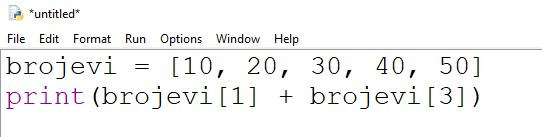 *untitled*
File Edit Format Run Options Window Help
brojevi = [10, 20, 30, 40, 50]
print(brojevi[1] + brojevi[3])